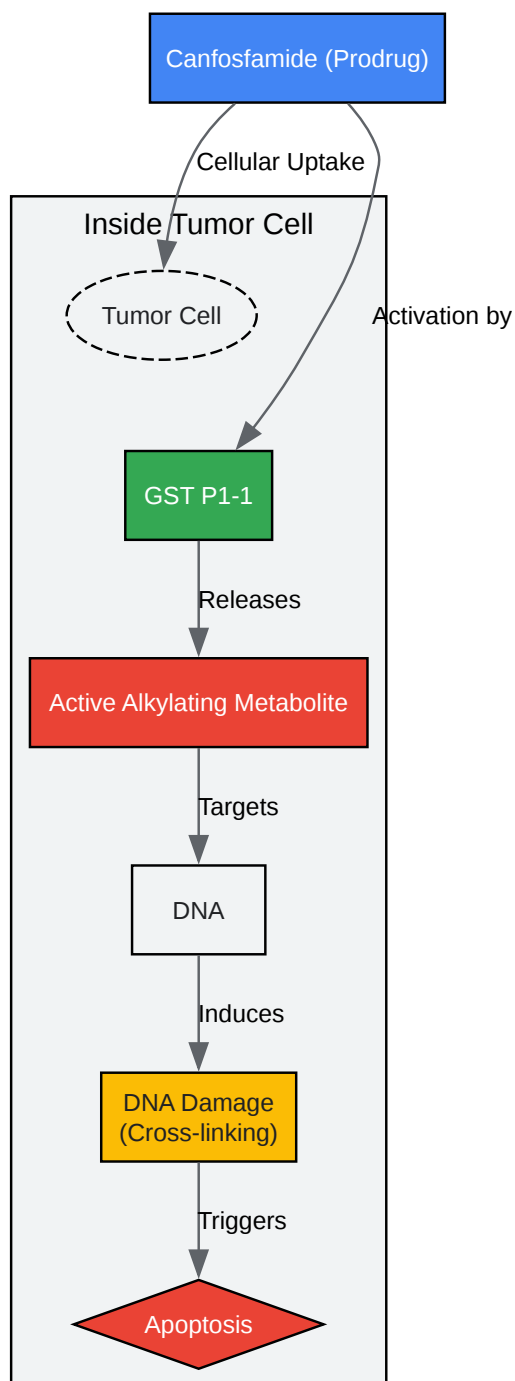 Canfosfamide (Prodrug)
Cellular Uptake
Inside Tumor Cell
Tumor Cell
Activation by
GST P1-1
Releases
Active Alkylating Metabolite
Targets
DNA
Induces
DNA Damage
(Cross-linking)
Triggers
Apoptosis